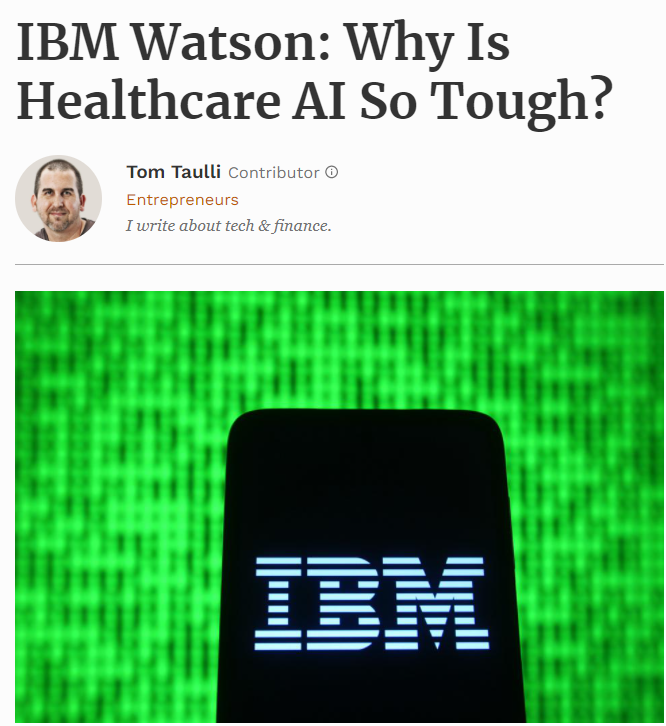 IBM Watson: Why Is
Healthcare AI So Tough?
Tom Taulli Contributor
Entrepreneurs
I write about tech & finance.
IBM